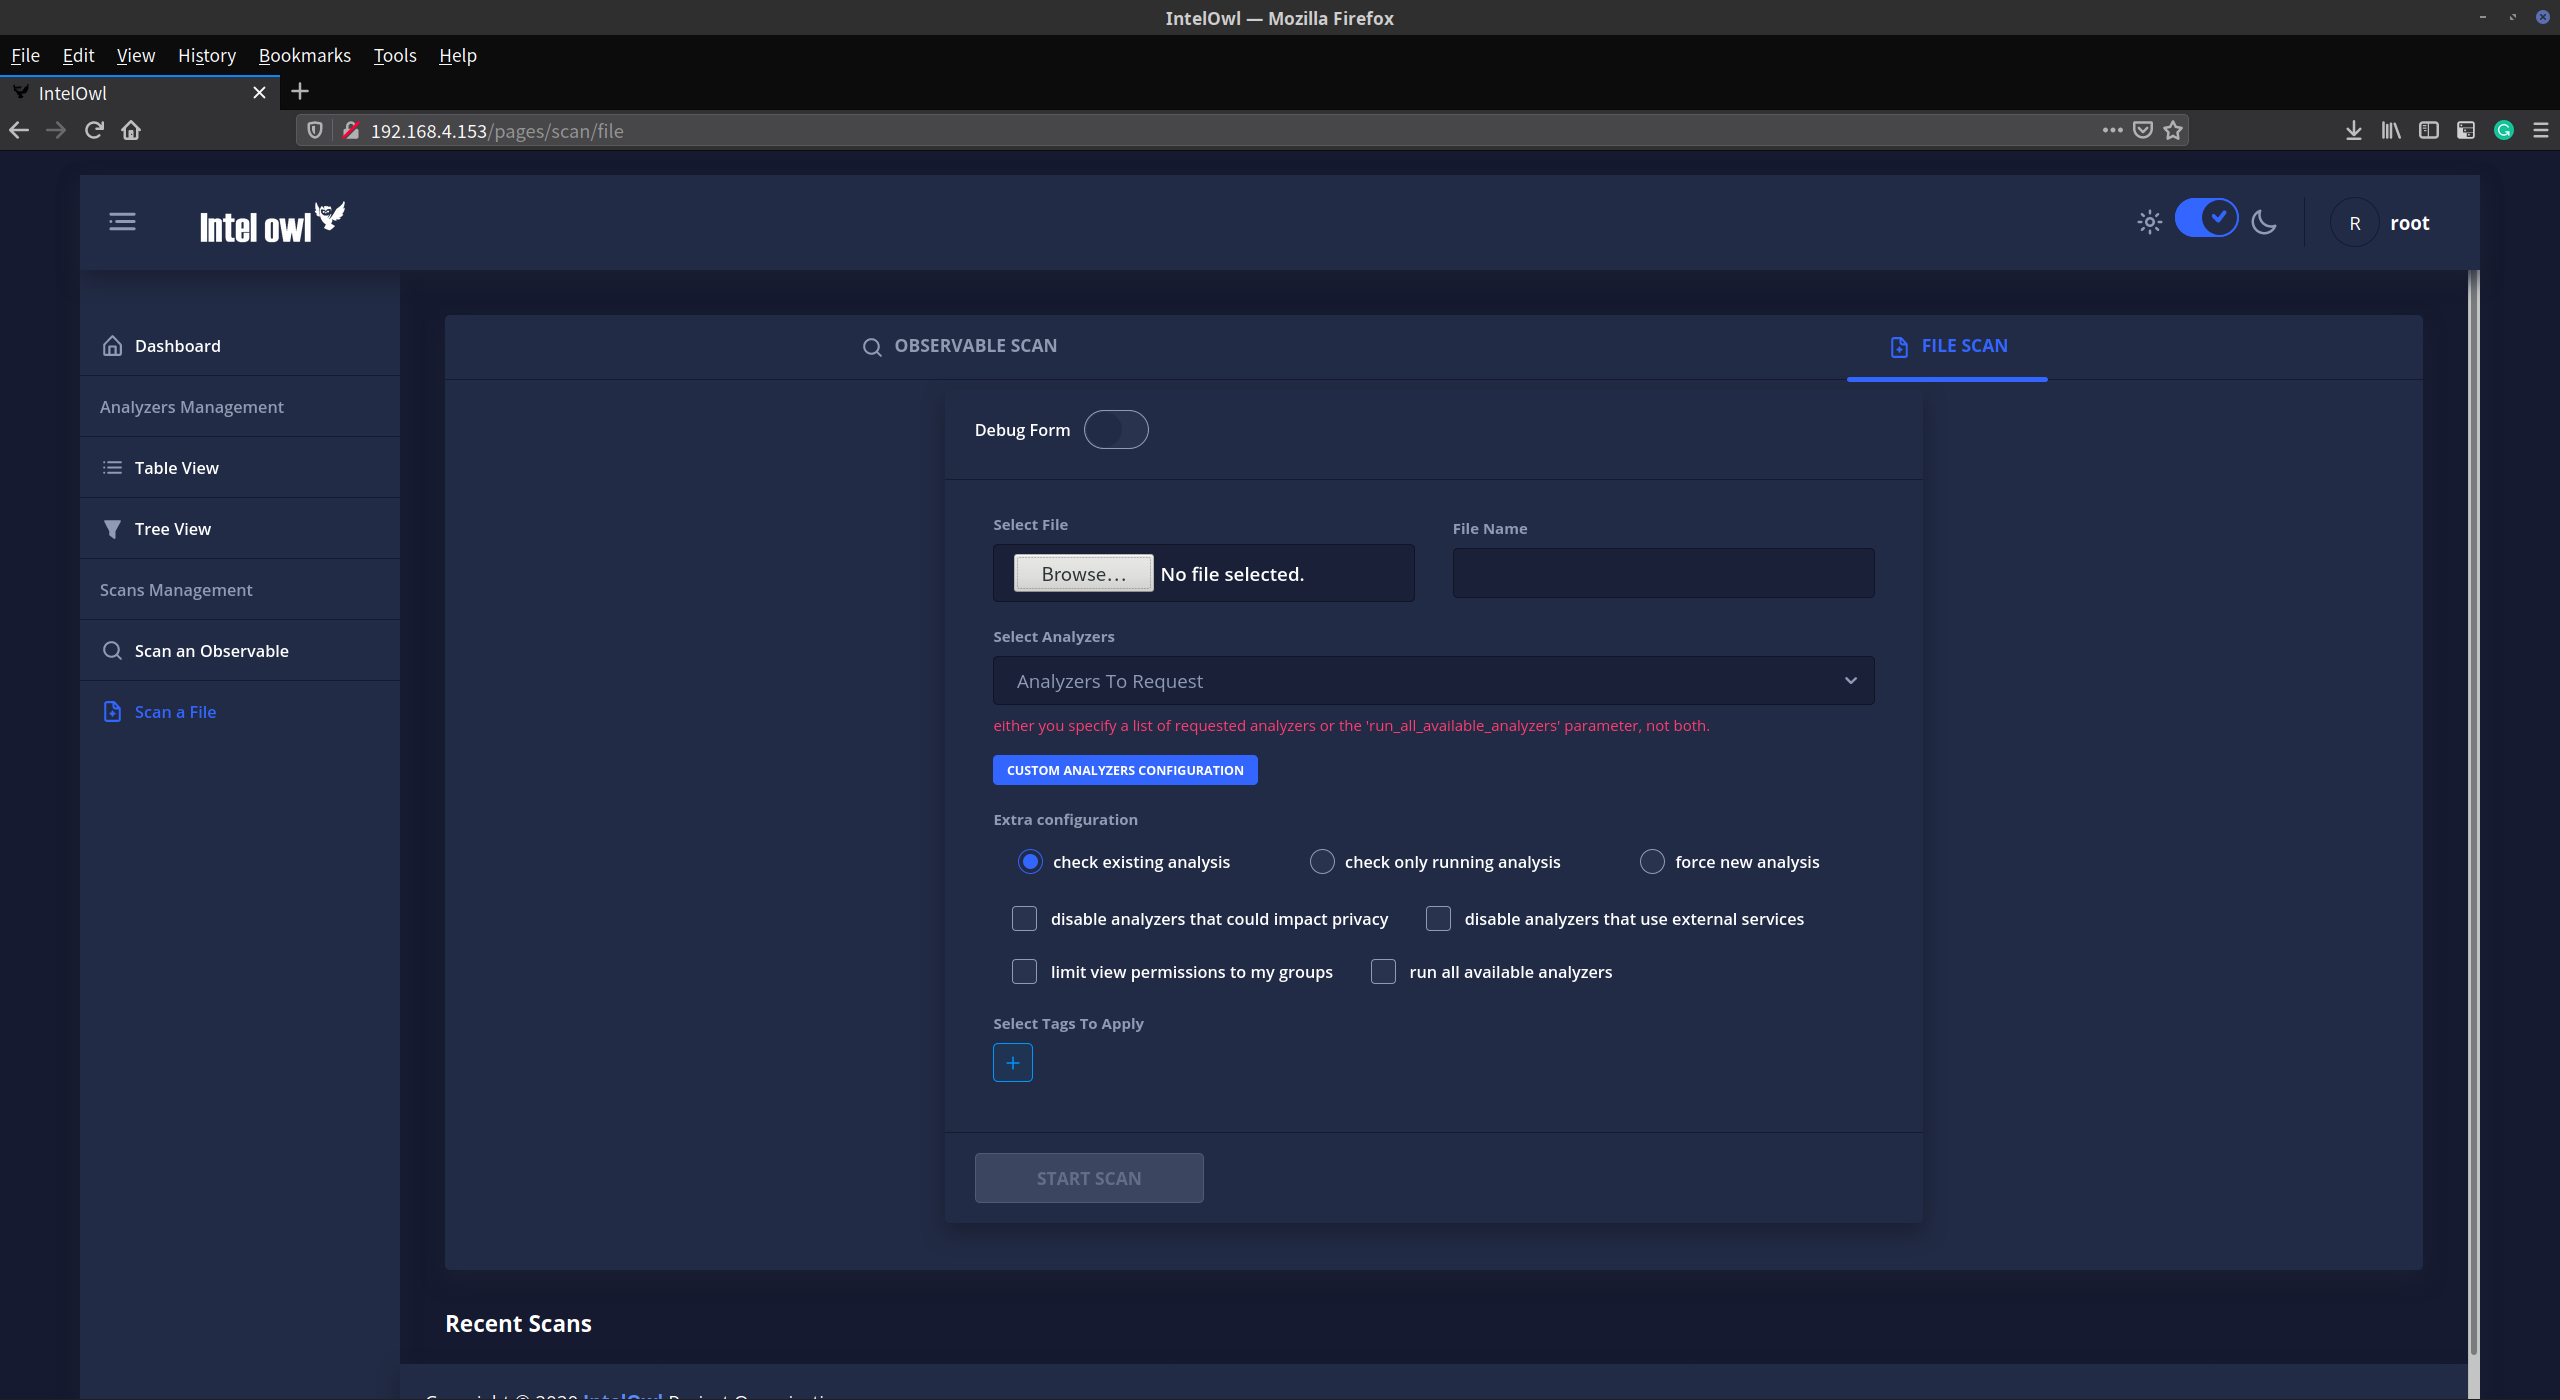 IntelOwl — Mozilla Firefox
File Edit View History Bookmarks Tools Help
IntelOwl
192.168.4.153/pages/scan/file
Intel owl
R root
Dashboard
Analyzers Management
Table View
Tree View
Scans Management
Scan an Observable
Scan a File
OBSERVABLE SCAN
FILE SCAN
Debug Form
Select File
File Name
Browse... No file selected.
Select Analyzers
Analyzers To Request
either you specify a list of requested analyzers or the 'run_all_available_analyzers' parameter, not both.
CUSTOM ANALYZERS CONFIGURATION
Extra configuration
check existing analysis
check only running analysis
force new analysis
disable analyzers that could impact privacy
disable analyzers that use external services
limit view permissions to my groups
run all available analyzers
Select Tags To Apply
START SCAN
Recent Scans